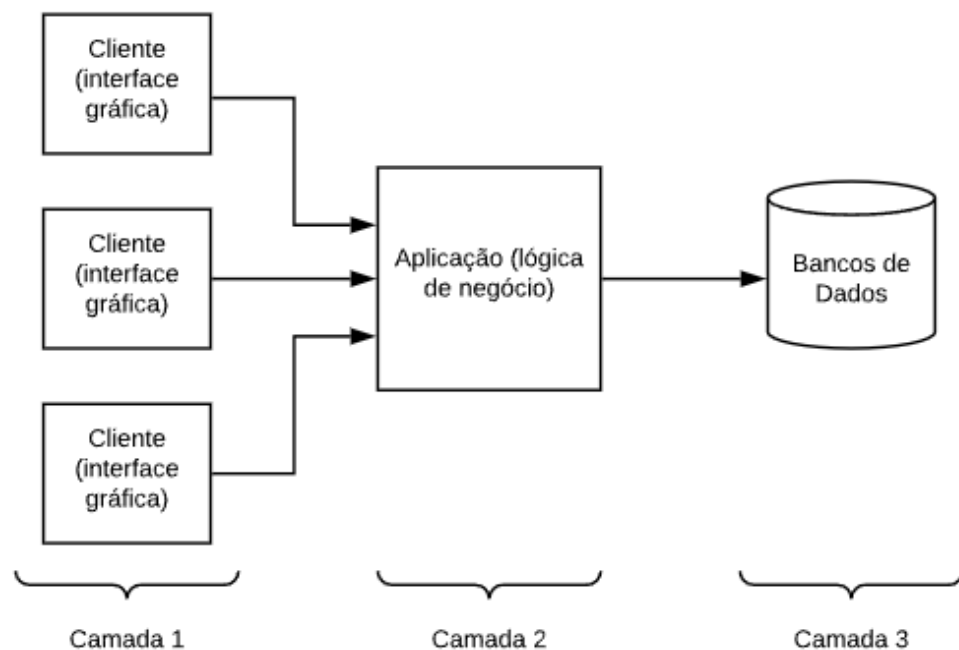 Cliente
(interface
gráfica)
Cliente
(interface
gráfica)
Cliente
(interface
gráfica)
Aplicação (lógica
de negócio)
Bancos de
Dados
Camada 1
Camada 2
Camada 3